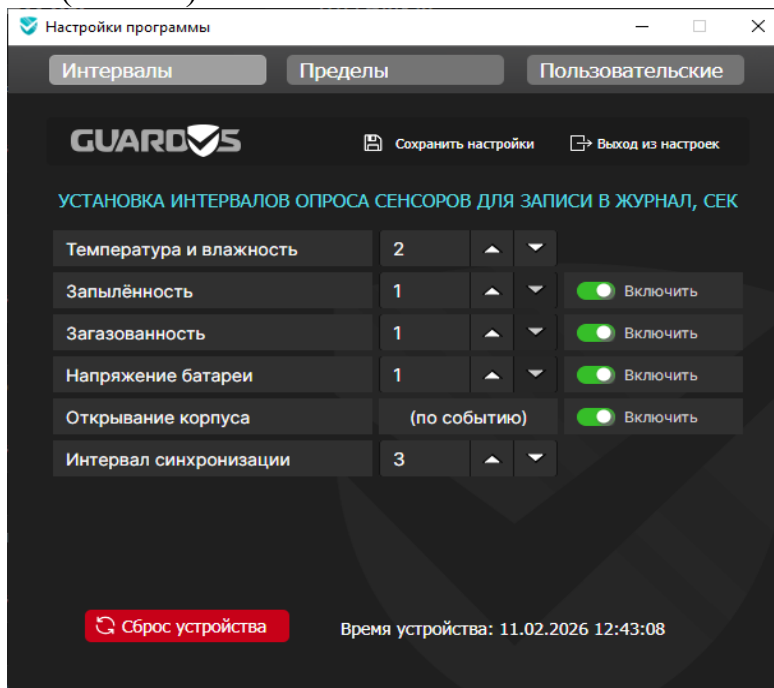 Настройки программы
Интервалы Пределы Пользовательские
GUARDVS Сохранить настройки Выход из настроек
УСТАНОВКА ИНТЕРВАЛОВ ОПРОСА СЕНСОРОВ ДЛЯ ЗАПИСИ В ЖУРНАЛ, СЕК
Температура и влажность 2
Запылённость 1 Включить
Загазованность 1 Включить
Напряжение батареи 1 Включить
Открывание корпуса (по событию) Включить
Интервал синхронизации 3
Сброс устройства Время устройства: 11.02.2026 12:43:08